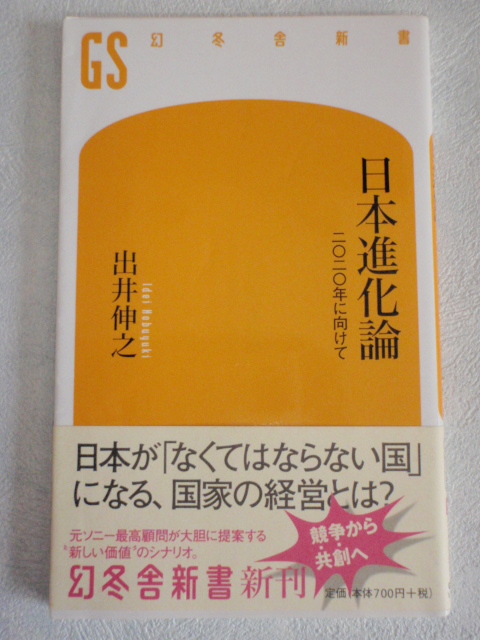 GS 幻冬舎新書
日本進化論
二〇二〇年に向けて
出井伸之
Idei Nobuyuki
日本が「なくてはならない国」
になる、国家の経営とは?
元ソニー最高顧問が大胆に提案する
"新しい価値"のシナリオ。
競争から
共創へ
幻冬舎新書新刊
定価(本体700円+税)